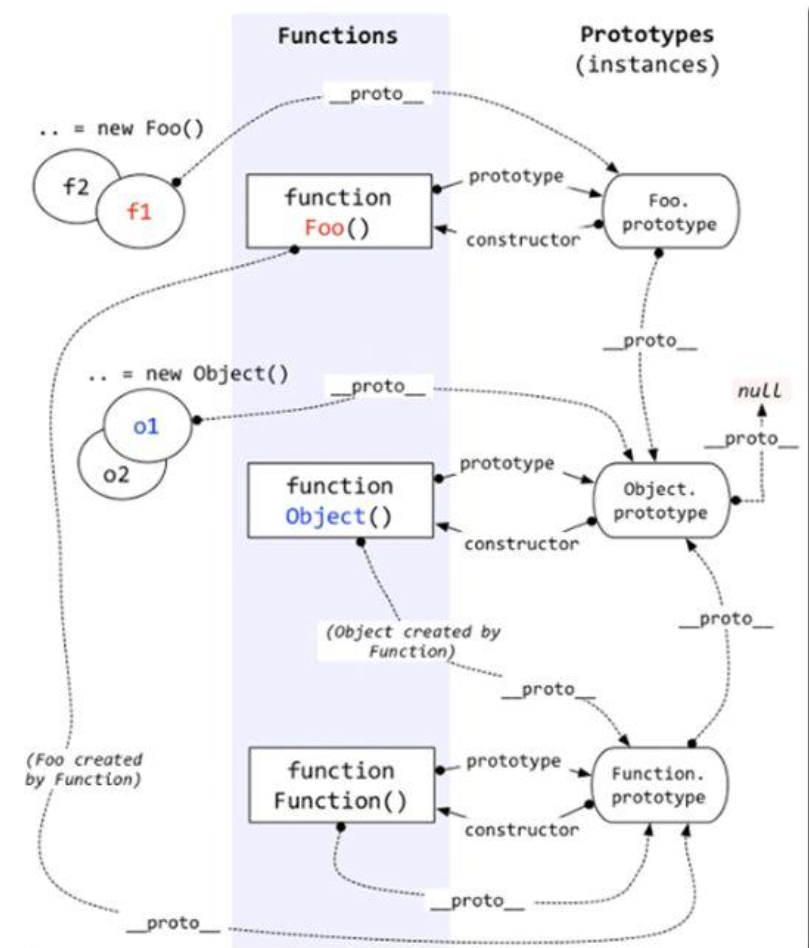 Functions
Prototypes
(instances)
__proto__
.. = new Foo()
f2
f1
function
Foo()
prototype
constructor
Foo.
prototype
__proto__
.. = new Object()
__proto__
null
__proto__
o1
o2
function
Object()
prototype
constructor
Object.
prototype
(Object created by
Function)
__proto__
__proto__
(Foo created
by Function)
function
Function()
prototype
constructor
Function.
prototype
__proto__
__proto__